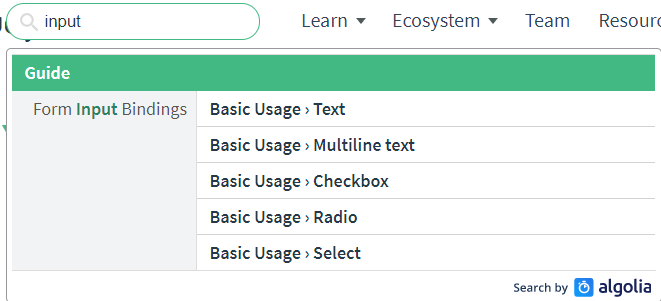 input
Learn Ecosystem Team
Guide
Form Input Bindings
Basic Usage › Text
Basic Usage › Multiline text
Basic Usage › Checkbox
Basic Usage › Radio
Basic Usage › Select
Search by algolia